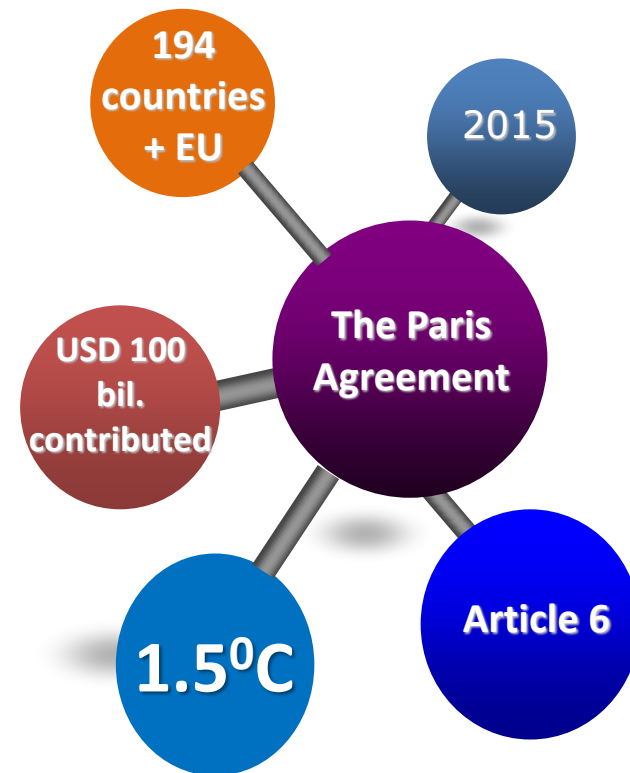 194
countries
+ EU
2015
The Paris
Agreement
USD 100
bil.
contributed
1.5⁰C
Article 6